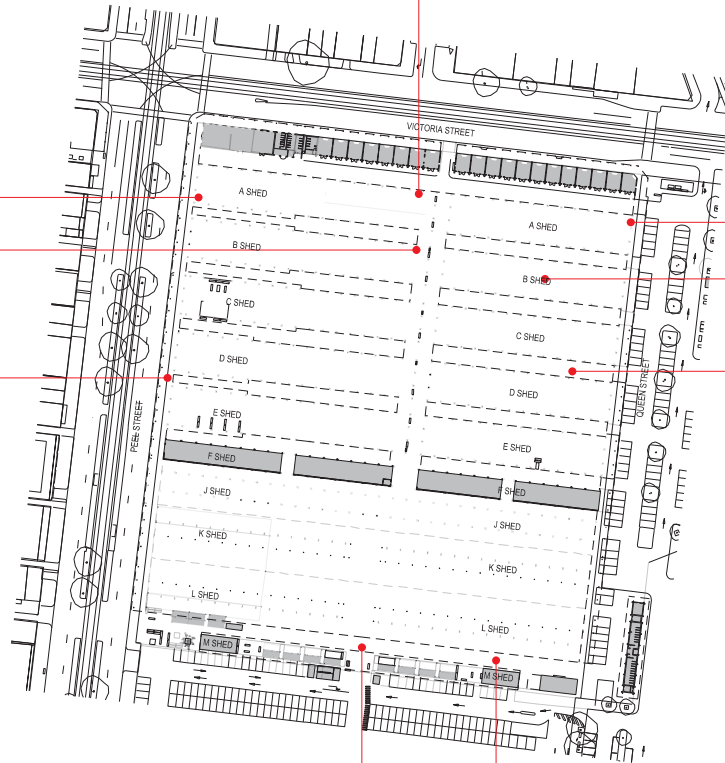 VICTORIA STREET
A SHED
A SHED
B SHED
B SHED
C SHED
C SHED
D SHED
D SHED
E SHED
E SHED
F SHED
F SHED
J SHED
J SHED
K SHED
K SHED
L SHED
L SHED
M SHED
M SHED
PEEL STREET
QUEEN STREET